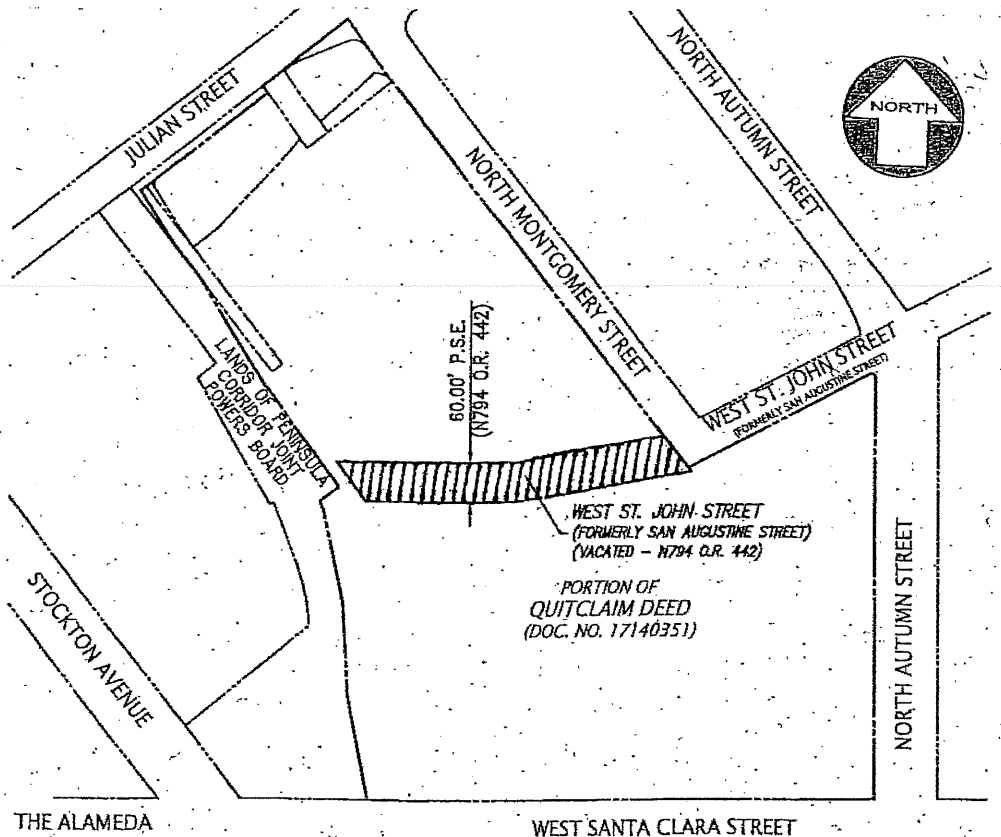 JULIAN STREET
NORTH AUTUMN STREET
NORTH
NORTH MONTGOMERY STREET
60.00' P.S.E.
(N794 O.R. 442)
LANDS OF PENINSULA
CORRIDOR JOINT
POWERS BOARD
WEST ST. JOHN STREET
(FORMERLY SAN AUGUSTINE STREET)
WEST ST. JOHN STREET
(FORMERLY SAN AUGUSTINE STREET)
(VACATED - N794 O.R. 442)
PORTION OF
QUITCLAIM DEED
(DOC. NO. 17140351)
STOCKTON AVENUE
NORTH AUTUMN STREET
THE ALAMEDA
WEST SANTA CLARA STREET